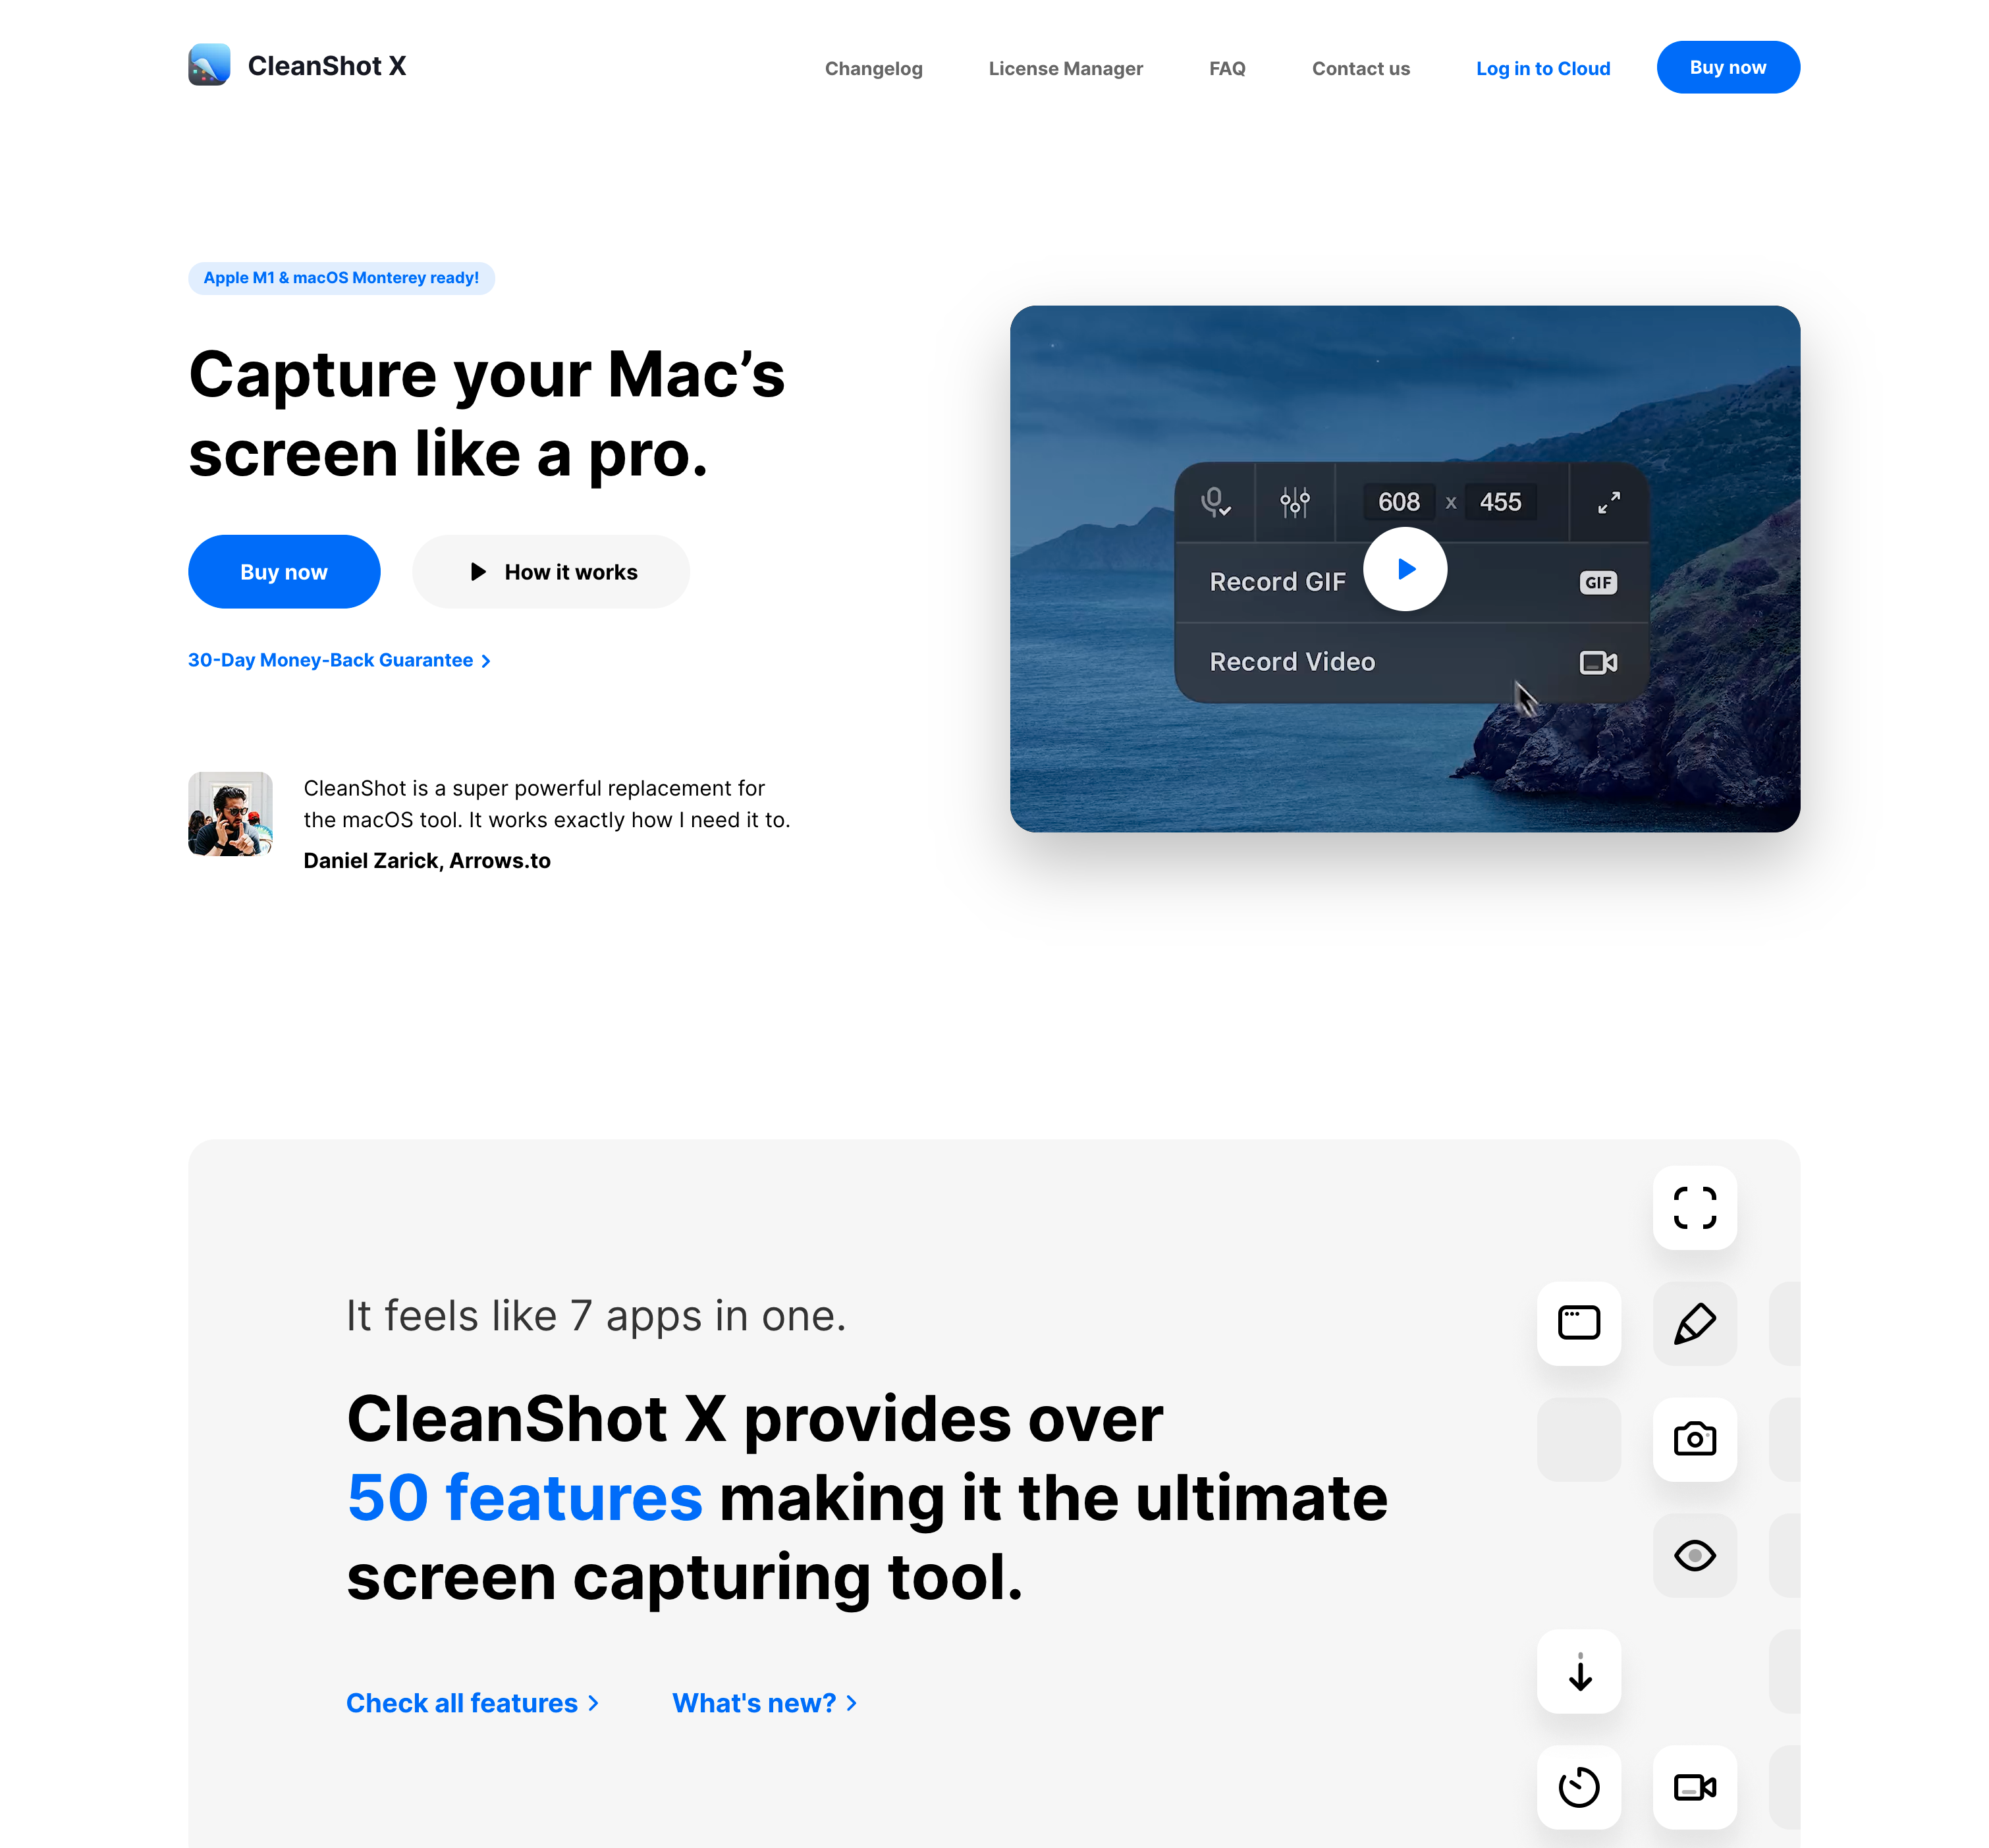 CleanShot X
Changelog
License Manager
FAQ
Contact us
Log in to Cloud
Buy now
Apple M1 & macOS Monterey ready!
Capture your Mac’s
screen like a pro.
Buy now
How it works
30-Day Money-Back Guarantee
CleanShot is a super powerful replacement for
the macOS tool. It works exactly how I need it to.
Daniel Zarick, Arrows.to
608 x 455
Record GIF
GIF
Record Video
It feels like 7 apps in one.
CleanShot X provides over
50 features making it the ultimate
screen capturing tool.
Check all features
What's new?